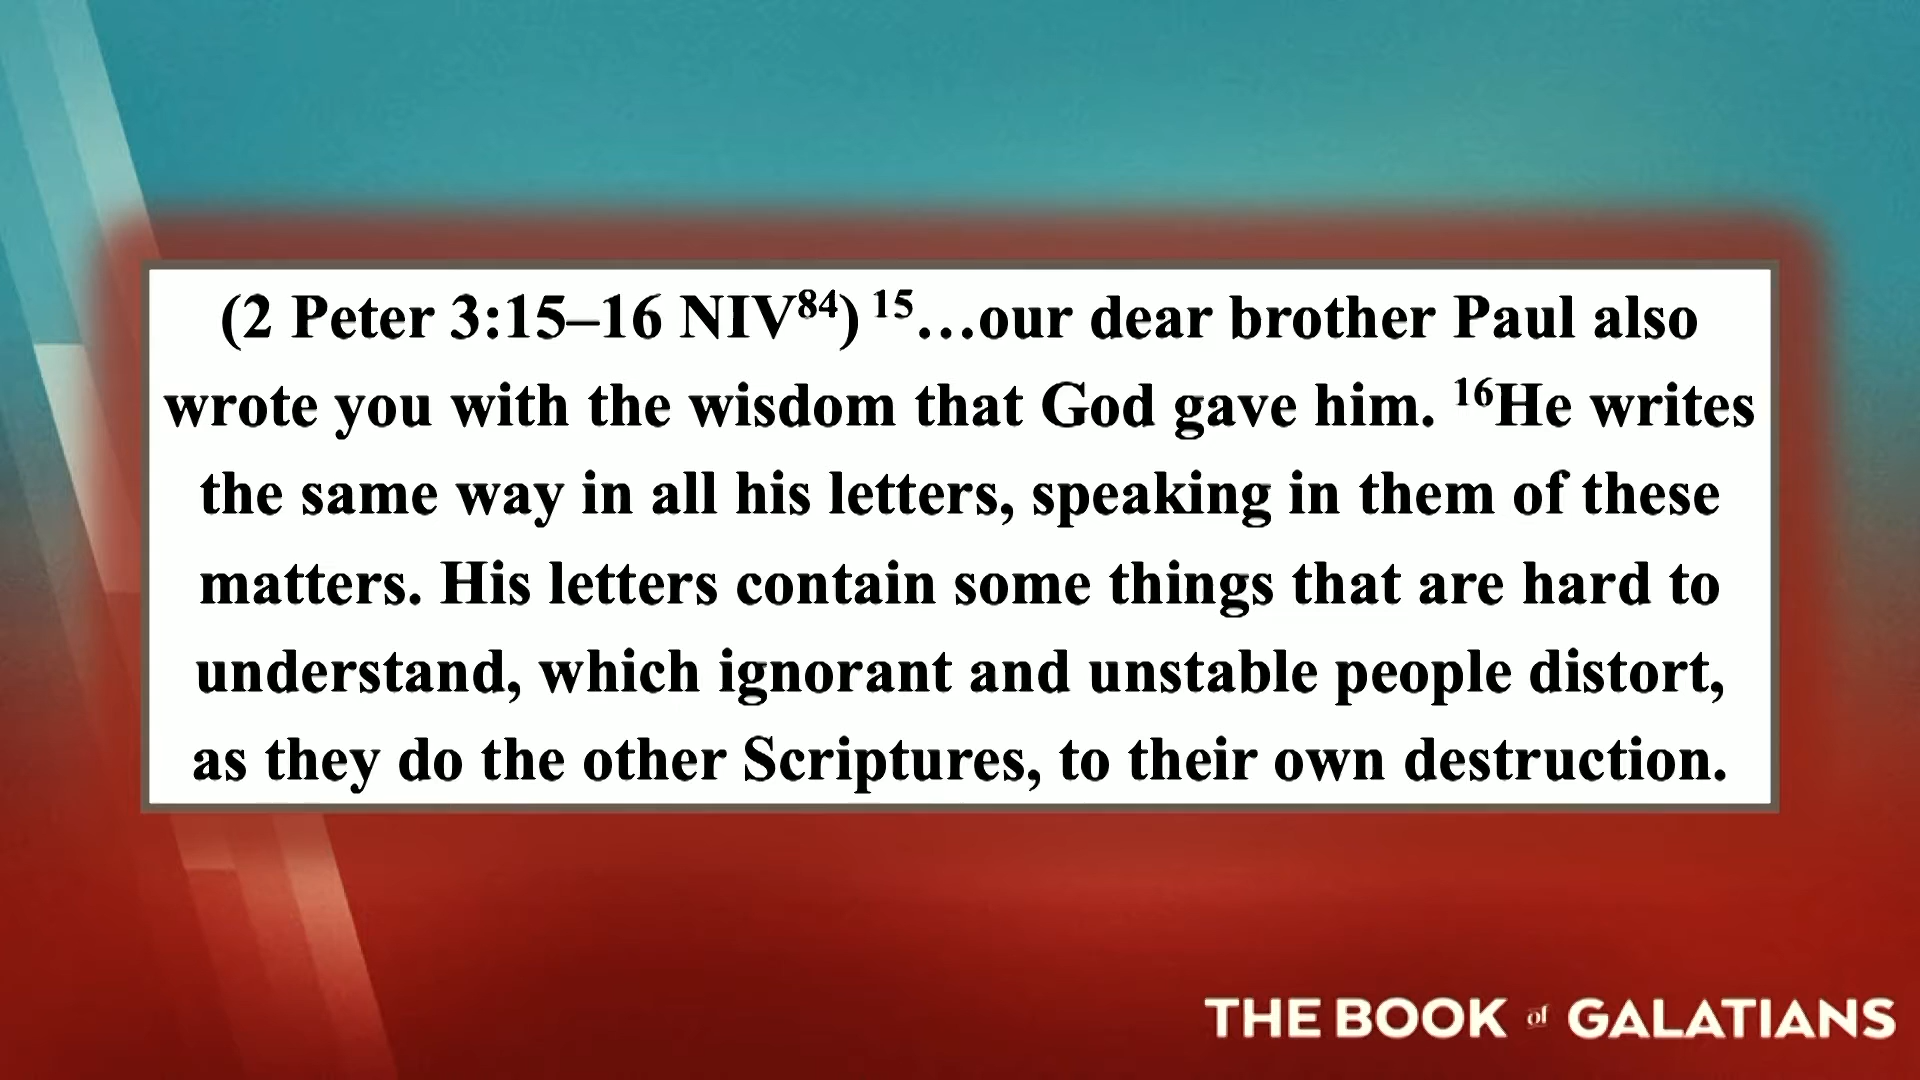 (2 Peter 3:15–16 NIV⁸⁴) ¹⁵…our dear brother Paul also
wrote you with the wisdom that God gave him. ¹⁶He writes
the same way in all his letters, speaking in them of these
matters. His letters contain some things that are hard to
understand, which ignorant and unstable people distort,
as they do the other Scriptures, to their own destruction.
THE BOOK of GALATIANS